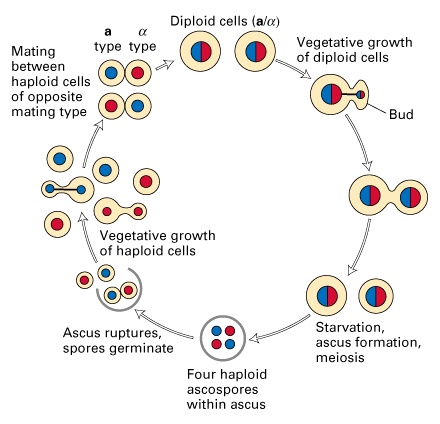 Diploid cells (a/α)
a
type
α
type
Mating
between
haploid cells
of opposite
mating type
Vegetative growth
of diploid cells
Bud
Vegetative growth
of haploid cells
Ascus ruptures,
spores germinate
Four haploid
ascospores
within ascus
Starvation,
ascus formation,
meiosis